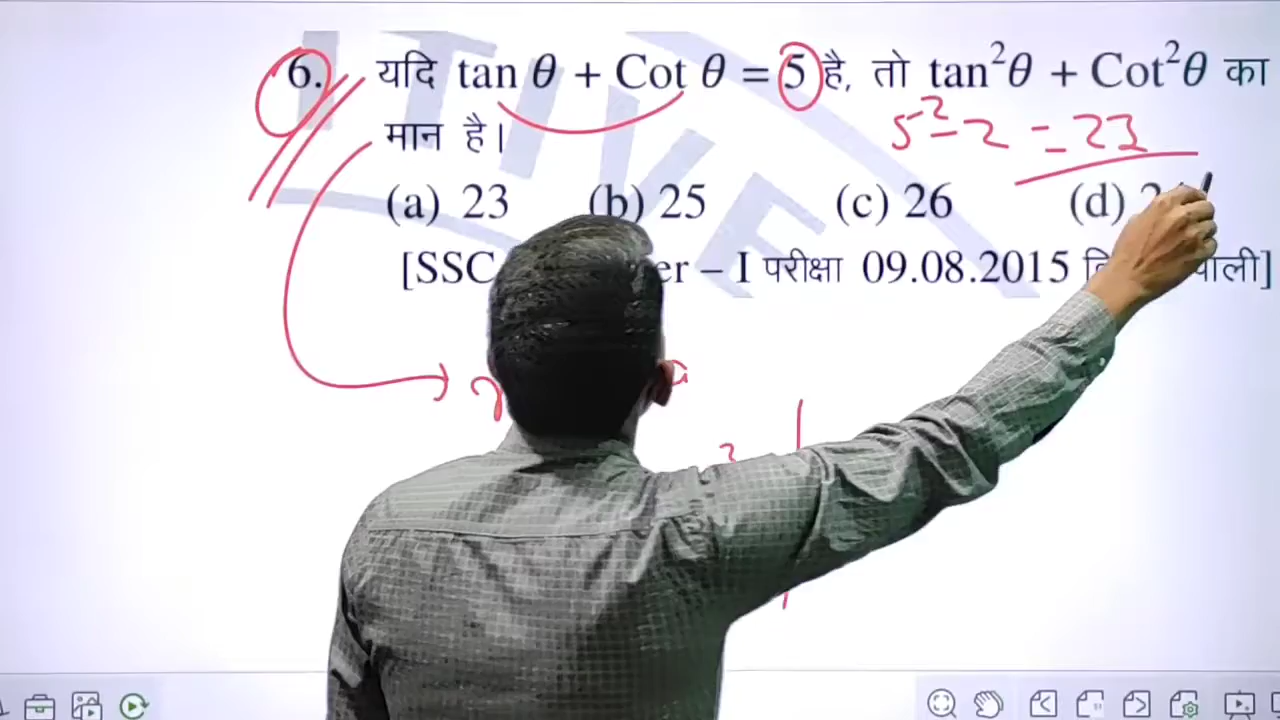 6. यदि tan θ + Cot θ = 5 है, तो tan²θ + Cot²θ का
मान है।
5² - 2 = 23
(a) 23 (b) 25 (c) 26 (d)
[SSC – I परीक्षा 09.08.2015